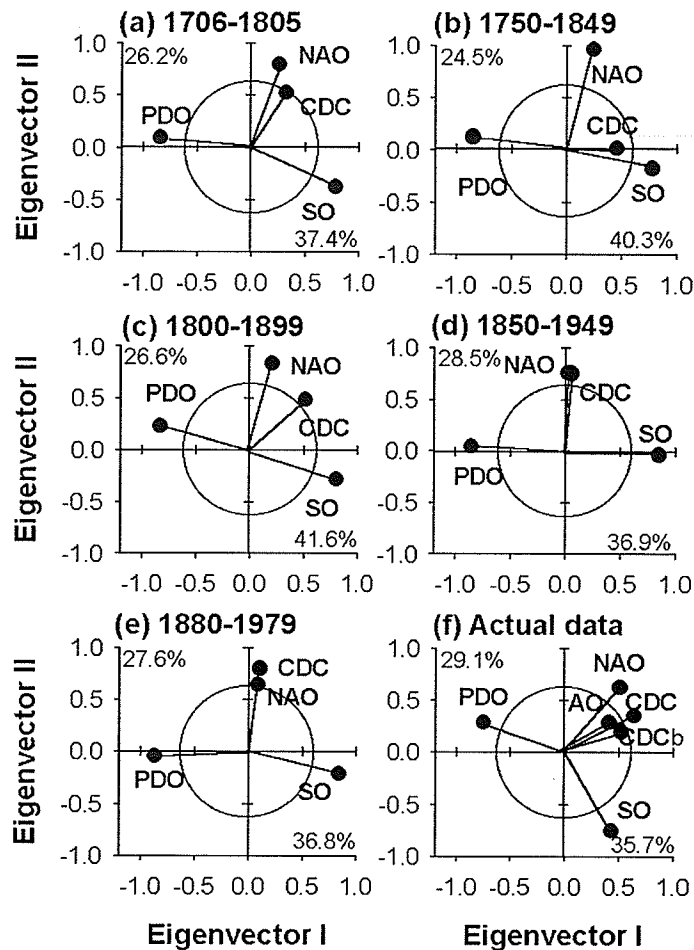 (a) 1706-1805
(b) 1750-1849
1.0
0.5
0.0
-0.5
-1.0
26.2%
NAO
CDC
PDO
SO
37.4%
-1.0 -0.5 0.0 0.5 1.0
Eigenvector II
1.0
0.5
0.0
-0.5
-1.0
24.5%
NAO
CDC
PDO
SO
40.3%
-1.0 -0.5 0.0 0.5 1.0
(c) 1800-1899
(d) 1850-1949
1.0
0.5
0.0
-0.5
-1.0
26.6%
NAO
PDO
CDC
SO
41.6%
-1.0 -0.5 0.0 0.5 1.0
Eigenvector II
1.0
0.5
0.0
-0.5
-1.0
28.5%
NAO
CDC
SO
PDO
36.9%
-1.0 -0.5 0.0 0.5 1.0
(e) 1880-1979
(f) Actual data
1.0
0.5
0.0
-0.5
-1.0
27.6%
CDC
NAO
PDO
SO
36.8%
-1.0 -0.5 0.0 0.5 1.0
Eigenvector II
Eigenvector I
1.0
0.5
0.0
-0.5
-1.0
29.1%
NAO
PDO
AO
CDC
CDCb
SO
35.7%
-1.0 -0.5 0.0 0.5 1.0
Eigenvector I